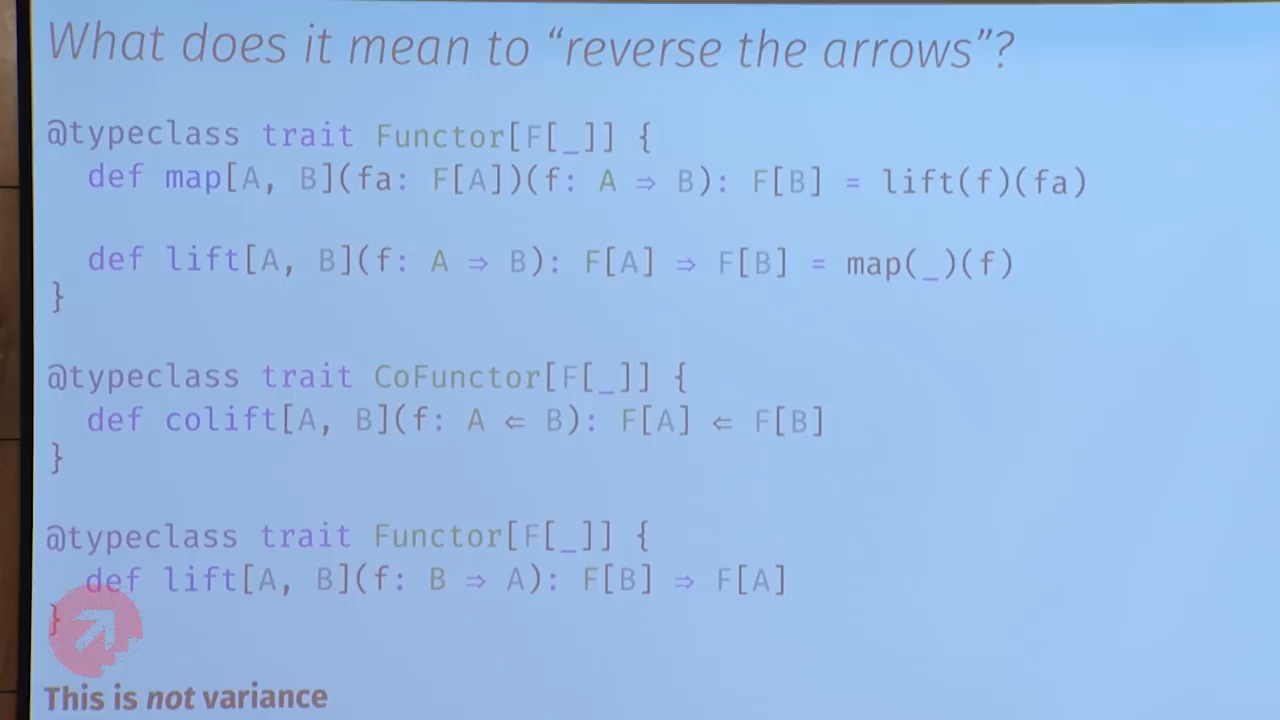 What does it mean to “reverse the arrows”?
@typeclass trait Functor[F[_]] {
def map[A, B](fa: F[A])(f: A ⇒ B): F[B] = lift(f)(fa)
def lift[A, B](f: A ⇒ B): F[A] ⇒ F[B] = map(_)(f)
}
@typeclass trait CoFunctor[F[_]] {
def colift[A, B](f: A ⇐ B): F[A] ⇐ F[B]
}
@typeclass trait Functor[F[_]] {
def lift[A, B](f: B ⇒ A): F[B] ⇒ F[A]
}
This is not variance